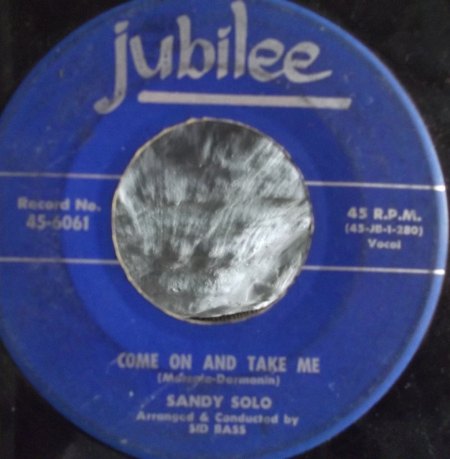 jubilee
Record No.
45-6061
45 R.P.M.
(45-JB-1-280)
Vocal
COME ON AND TAKE ME
SANDY SOLO
Arranged & Conducted by
SID BASS